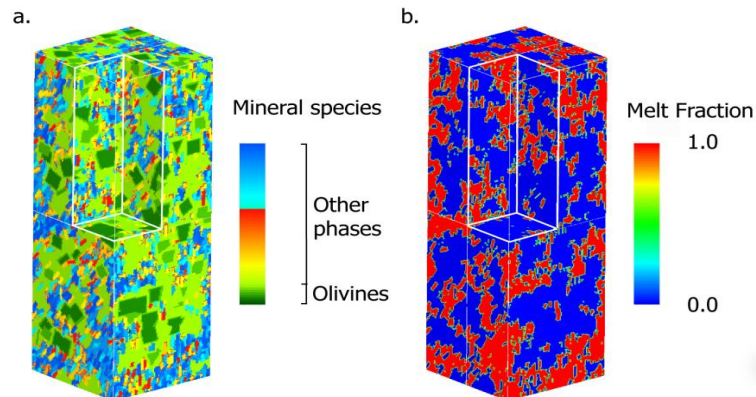 a.
Mineral species
Other
phases
Olivines
b.
Melt Fraction
1.0
0.0